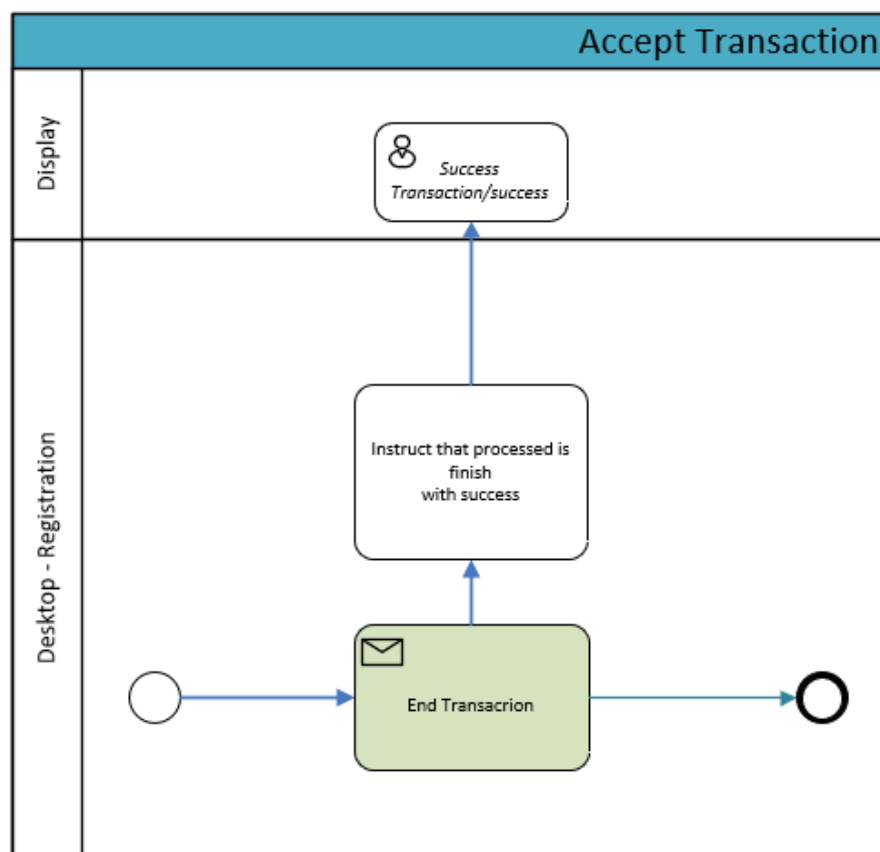 Accept Transaction
Display
Success
Transaction/success
Desktop - Registration
Instruct that processed is
finish
with success
End Transacrion